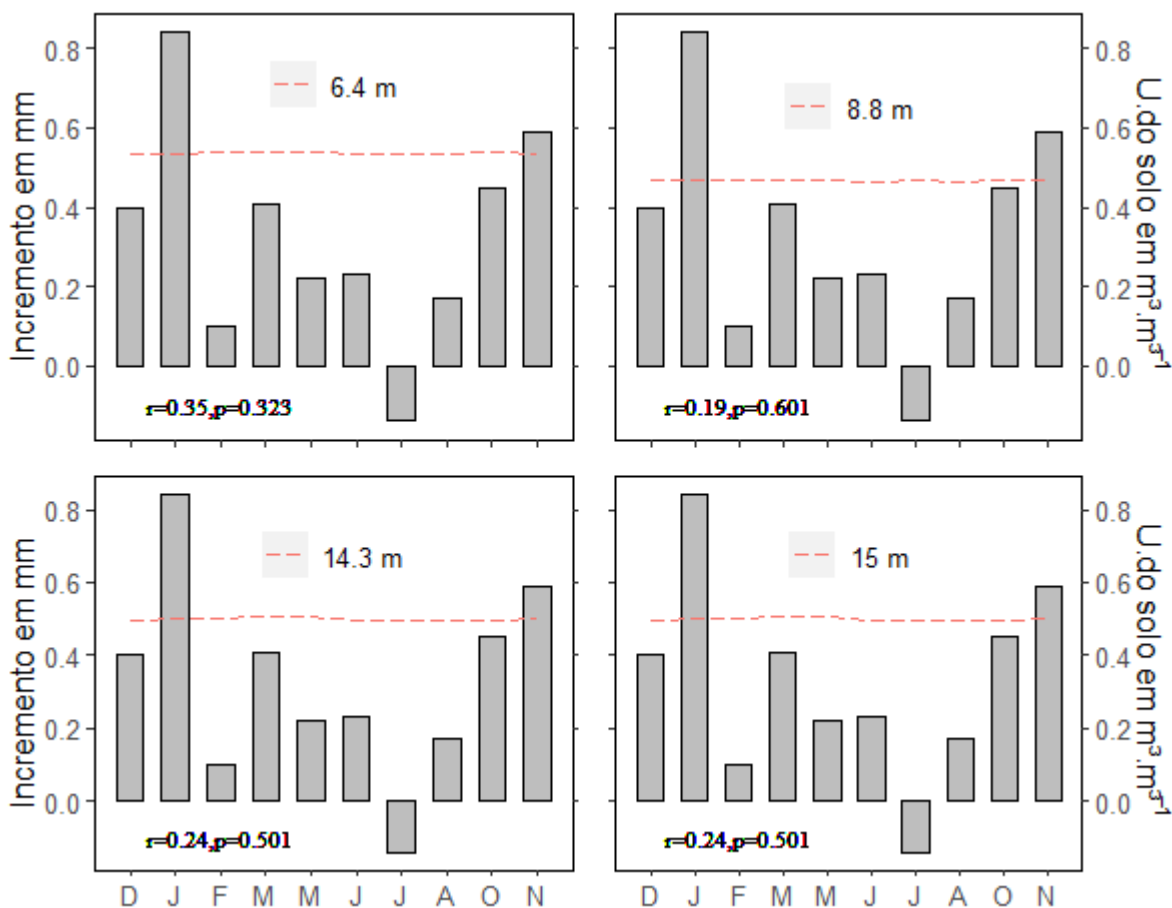 Incremento em mm
0.8
0.6
0.4
0.2
0.0
6.4 m
r=0.35,p=0.323
8.8 m
r=0.19,p=0.601
0.8
0.6
0.4
0.2
0.0
U.do solo em m³.m³⁻¹
Incremento em mm
0.8
0.6
0.4
0.2
0.0
14.3 m
r=0.24,p=0.501
D J F M M J J A O N
15 m
r=0.24,p=0.501
D J F M M J J A O N
0.8
0.6
0.4
0.2
0.0
U.do solo em m³.m³⁻¹